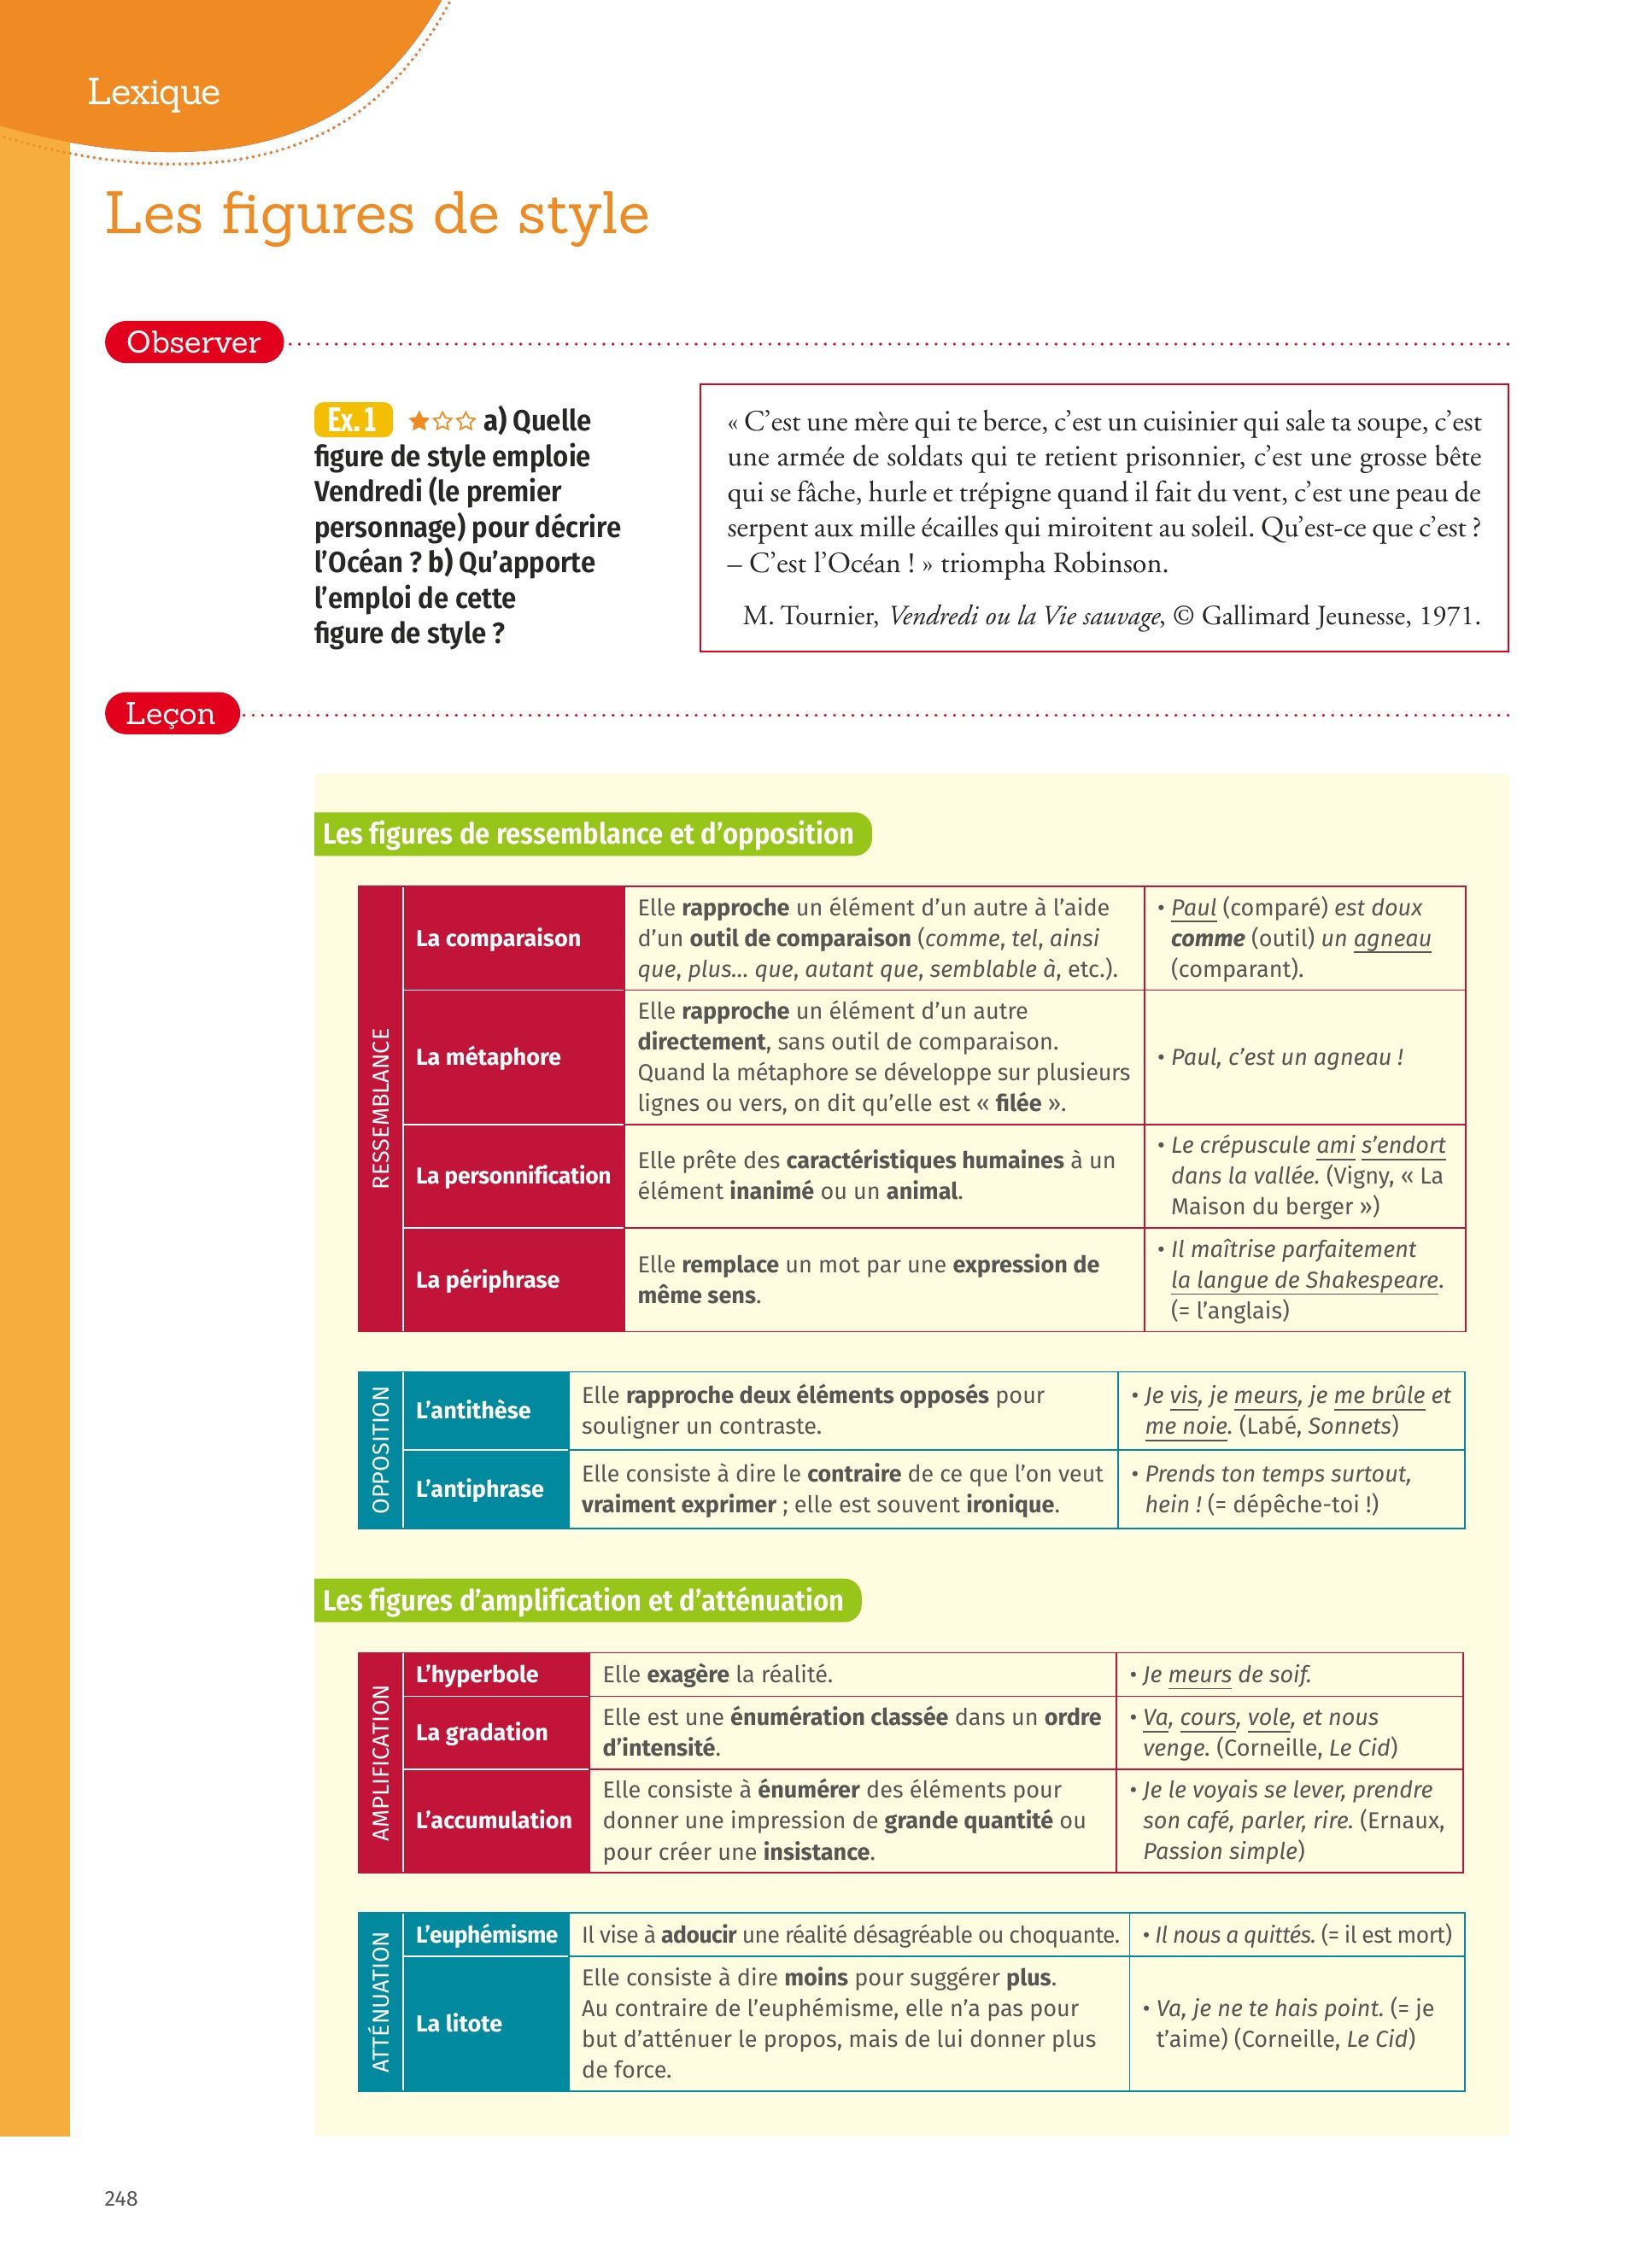 Lexique
Les figures de style
Observer
Ex. 1 ★☆☆ a) Quelle
figure de style emploie
Vendredi (le premier
personnage) pour décrire
l’Océan ? b) Qu’apporte
l’emploi de cette
figure de style ?
« C’est une mère qui te berce, c’est un cuisinier qui sale ta soupe, c’est
une armée de soldats qui te retient prisonnier, c’est une grosse bête
qui se fâche, hurle et trépigne quand il fait du vent, c’est une peau de
serpent aux mille écailles qui miroitent au soleil. Qu’est-ce que c’est ?
– C’est l’Océan ! » triompha Robinson.
M. Tournier, Vendredi ou la Vie sauvage, © Gallimard Jeunesse, 1971.
Leçon
Les figures de ressemblance et d’opposition
RESSEMBLANCE
La comparaison
Elle rapproche un élément d’un autre à l’aide
d’un outil de comparaison (comme, tel, ainsi
que, plus... que, autant que, semblable à, etc.).
• Paul (comparé) est doux
comme (outil) un agneau
(comparant).
La métaphore
Elle rapproche un élément d’un autre
directement, sans outil de comparaison.
Quand la métaphore se développe sur plusieurs
lignes ou vers, on dit qu’elle est « filée ».
• Paul, c’est un agneau !
La personnification
Elle prête des caractéristiques humaines à un
élément inanimé ou un animal.
• Le crépuscule ami s’endort
dans la vallée. (Vigny, « La
Maison du berger »)
La périphrase
Elle remplace un mot par une expression de
même sens.
• Il maîtrise parfaitement
la langue de Shakespeare.
(= l’anglais)
OPPOSITION
L’antithèse
Elle rapproche deux éléments opposés pour
souligner un contraste.
• Je vis, je meurs, je me brûle et
me noie. (Labé, Sonnets)
L’antiphrase
Elle consiste à dire le contraire de ce que l’on veut
vraiment exprimer ; elle est souvent ironique.
• Prends ton temps surtout,
hein ! (= dépêche-toi !)
Les figures d’amplification et d’atténuation
AMPLIFICATION
L’hyperbole
Elle exagère la réalité.
• Je meurs de soif.
La gradation
Elle est une énumération classée dans un ordre
d’intensité.
• Va, cours, vole, et nous
venge. (Corneille, Le Cid)
L’accumulation
Elle consiste à énumérer des éléments pour
donner une impression de grande quantité ou
pour créer une insistance.
• Je le voyais se lever, prendre
son café, parler, rire. (Ernaux,
Passion simple)
ATTÉNUATION
L’euphémisme
Il vise à adoucir une réalité désagréable ou choquante.
• Il nous a quittés. (= il est mort)
La litote
Elle consiste à dire moins pour suggérer plus.
Au contraire de l’euphémisme, elle n’a pas pour
but d’atténuer le propos, mais de lui donner plus
de force.
• Va, je ne te hais point. (= je
t’aime) (Corneille, Le Cid)
248